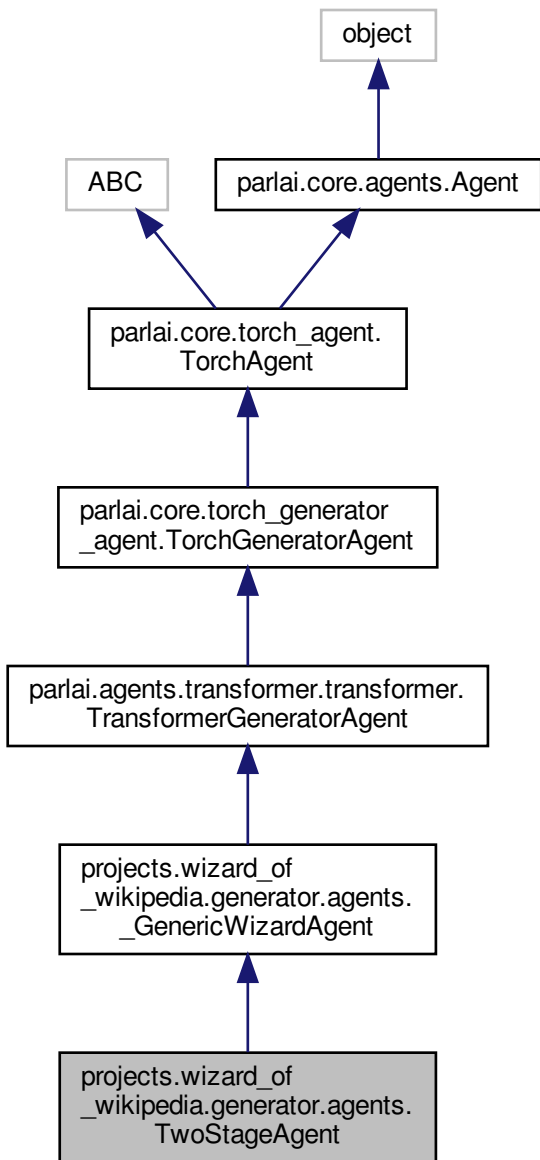 object
ABC
parlai.core.agents.Agent
parlai.core.torch_agent.
TorchAgent
parlai.core.torch_generator
_agent.TorchGeneratorAgent
parlai.agents.transformer.transformer.
TransformerGeneratorAgent
projects.wizard_of
_wikipedia.generator.agents.
_GenericWizardAgent
projects.wizard_of
_wikipedia.generator.agents.
TwoStageAgent